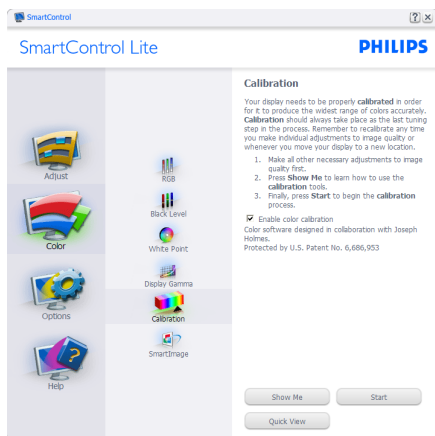 SmartControl
SmartControl Lite
PHILIPS
Adjust
Color
Options
Help
RGB
Black Level
White Point
Display Gamma
Calibration
SmartImage
Calibration
Your display needs to be properly calibrated in order
for it to produce the widest range of colors accurately.
Calibration should always take place as the last tuning
step in the process. Remember to recalibrate any time
you make individual adjustments to image quality or
whenever you move your display to a new location.
1. Make all other necessary adjustments to image
quality first.
2. Press Show Me to learn how to use the
calibration tools.
3. Finally, press Start to begin the calibration
process.
Enable color calibration
Color software designed in collaboration with Joseph
Holmes.
Protected by U.S. Patent No. 6,686,953
Show Me
Start
Quick View